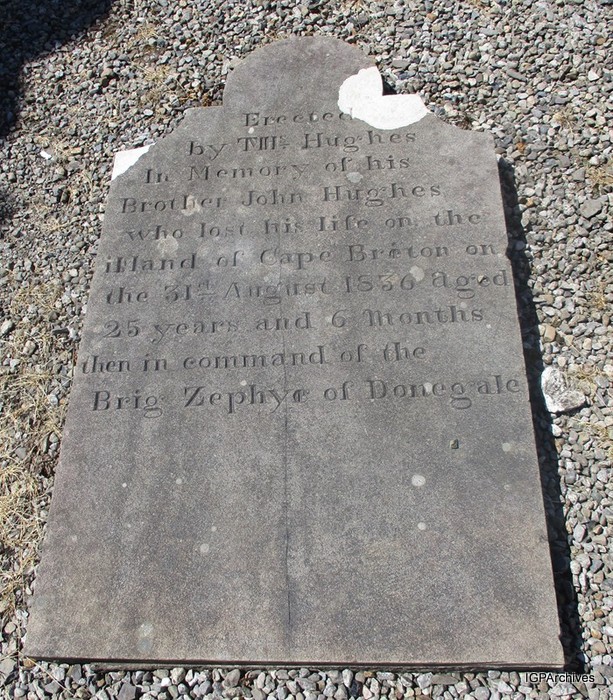 Erected
by THs. Hughes
In Memory of his
Brother John Hughes
who lost his life on the
island of Cape Breton on
the 31st August 1836 aged
25 years and 6 Months
then in command of the
Brig Zephyr of Donegale
IGPArchives